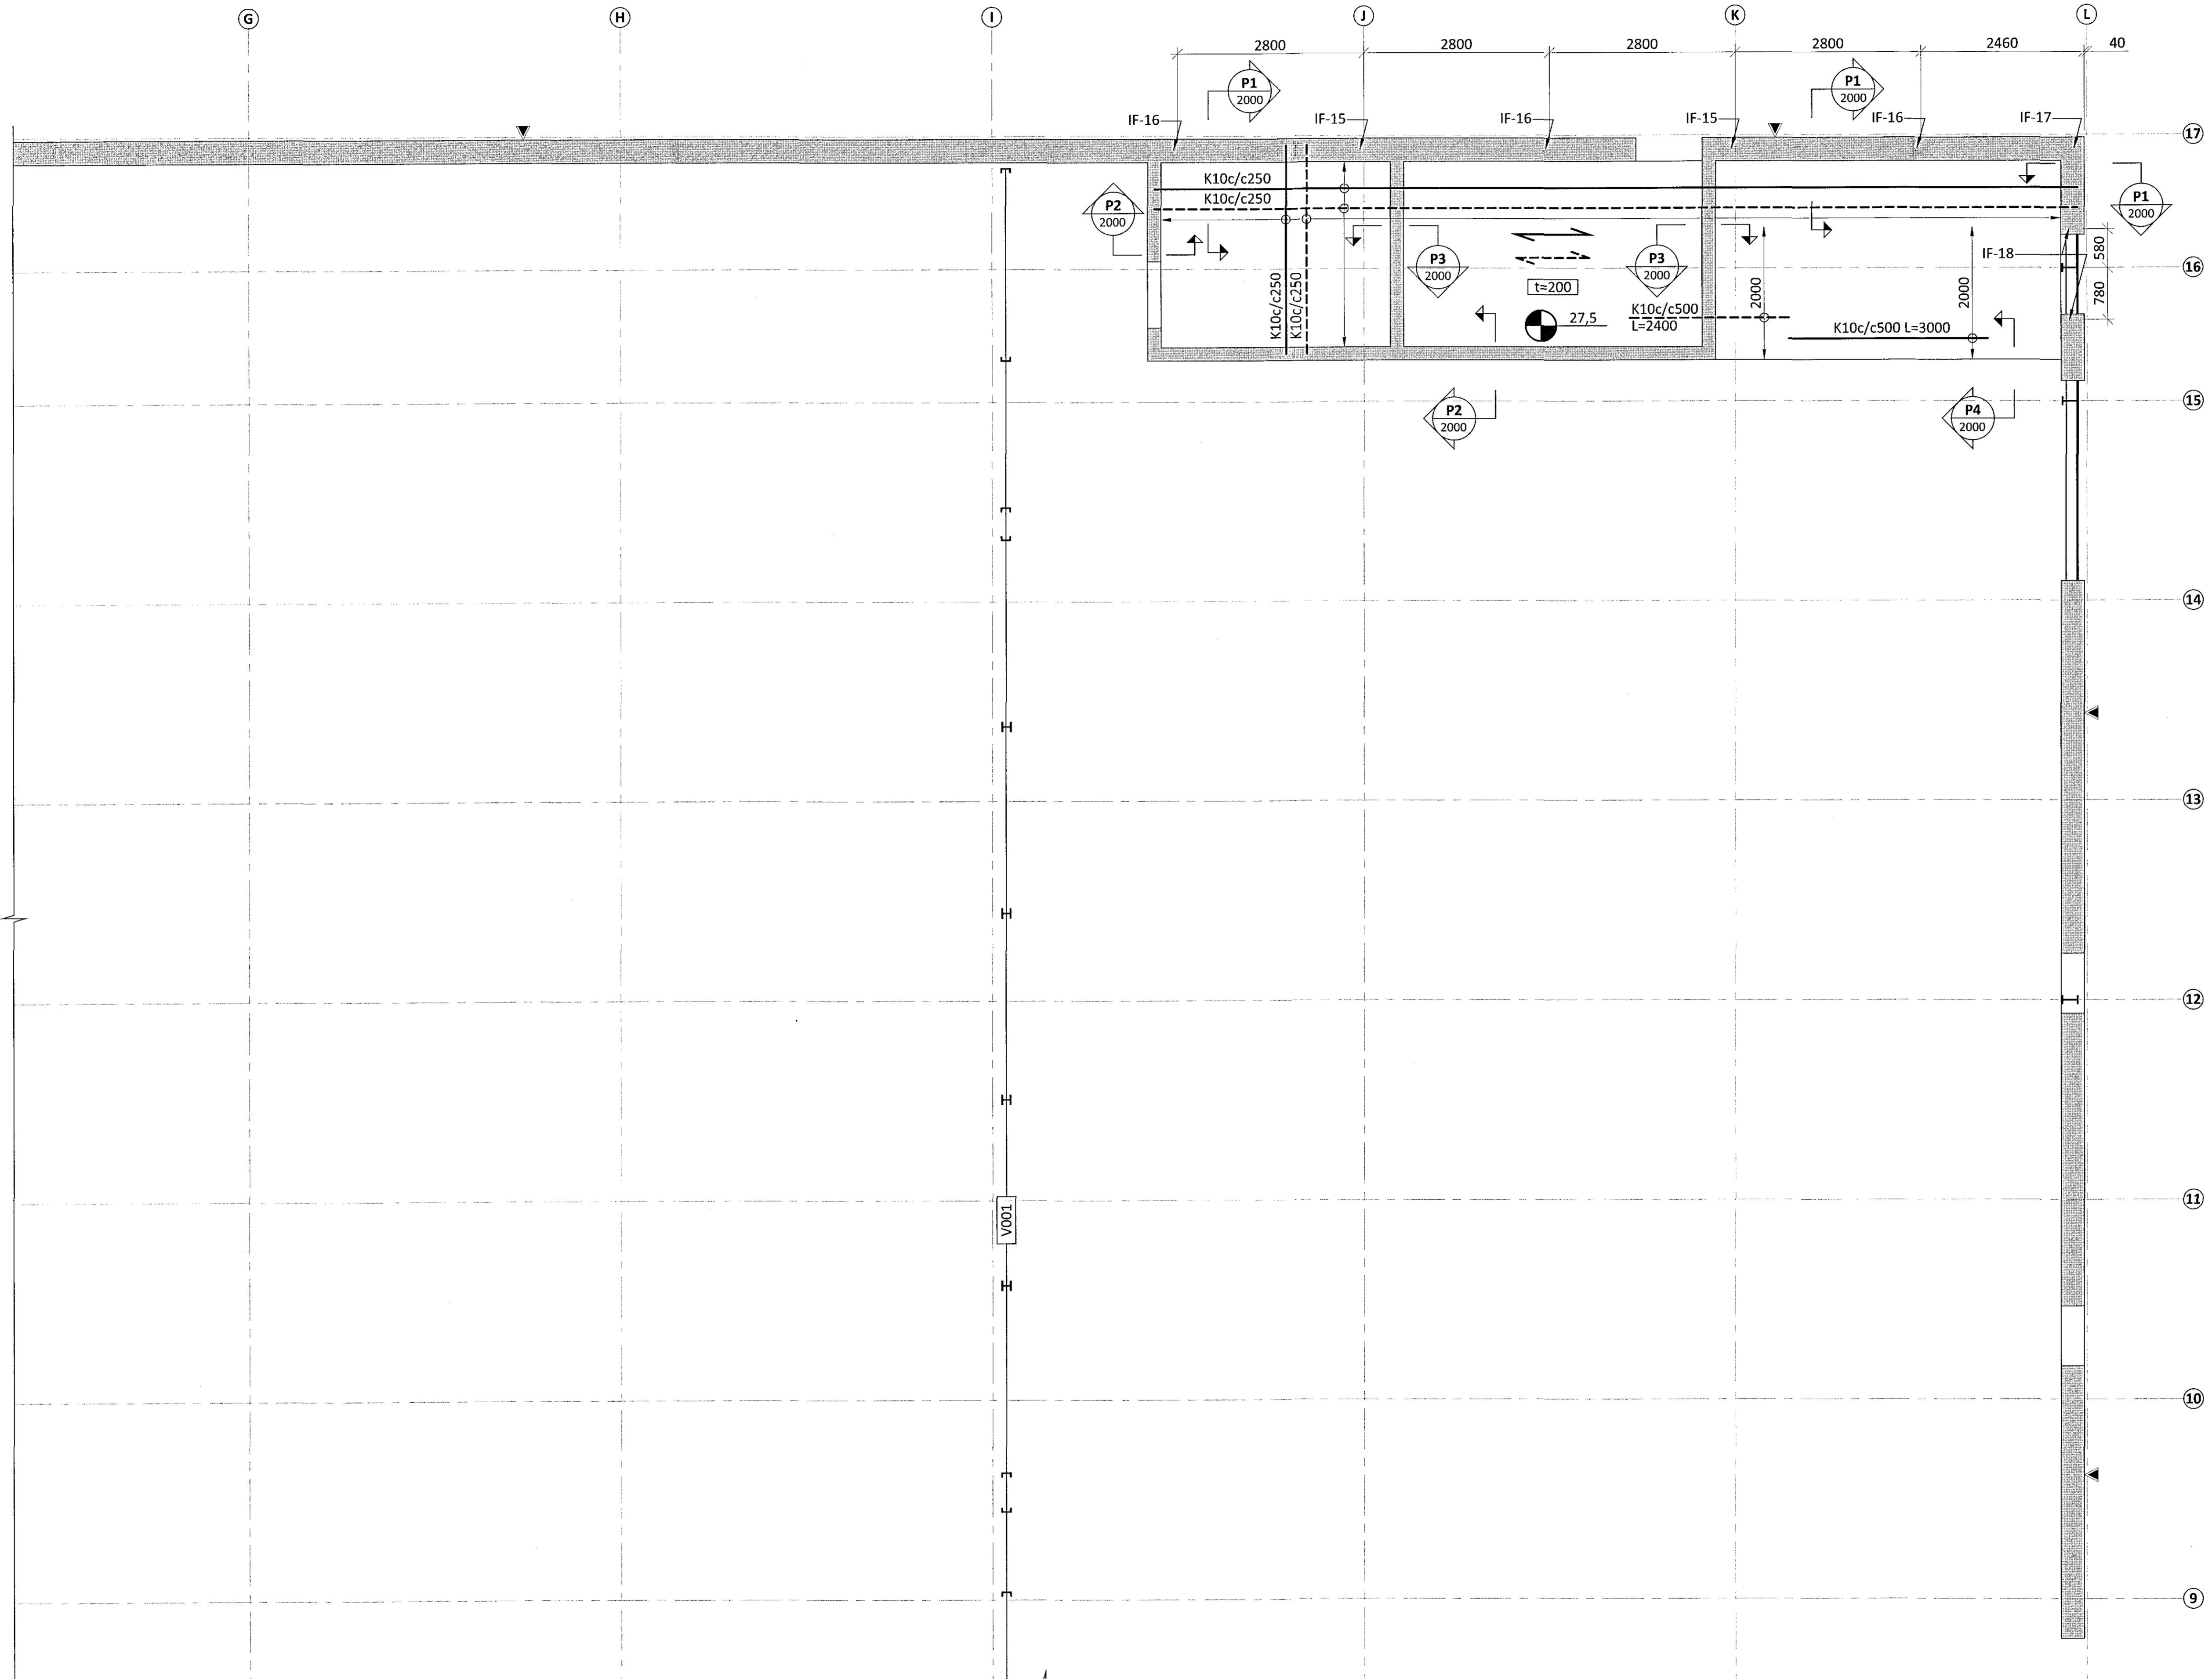 G H I J K L
2800 2800 2800 2800 2460 40
P1
2000
P1
2000
IF-16 IF-15 IF-16 IF-15 IF-16 IF-17
17
K10c/c250
K10c/c250
P2
2000
P1
2000
K10c/c250
K10c/c250
P3
2000
P3
2000
IF-18
580
16
t=200
2000
2000
780
27,5
K10c/c500
L=2400
K10c/c500 L=3000
15
P2
2000
P4
2000
14
13
12
V001
11
10
9